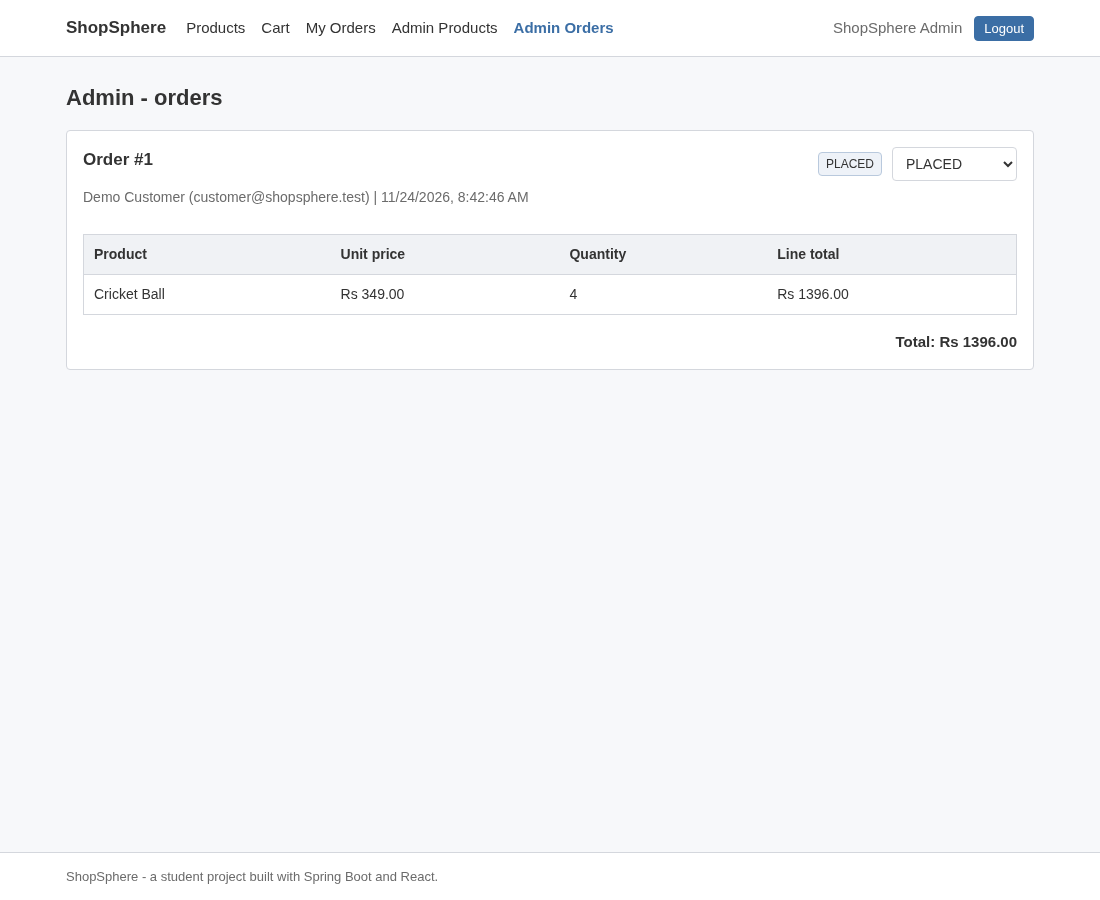 ShopSphere Products Cart My Orders Admin Products Admin Orders ShopSphere Admin Logout
Admin - orders
Order #1 PLACED PLACED
Demo Customer (customer@shopsphere.test) | 11/24/2026, 8:42:46 AM
Product Unit price Quantity Line total
Cricket Ball Rs 349.00 4 Rs 1396.00
Total: Rs 1396.00
ShopSphere - a student project built with Spring Boot and React.